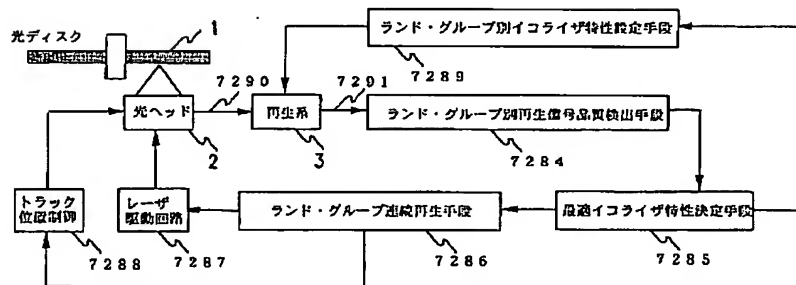 光ディスク
1
ランド・グループ別イコライザ特性設定手段
7289
7290
7291
光ヘッド
2
再生系
3
ランド・グループ別再生信号品質検出手段
7284
トラック
位置制御
7288
レーザ
駆動回路
7287
ランド・グループ連続再生手段
7286
最適イコライザ特性決定手段
7285